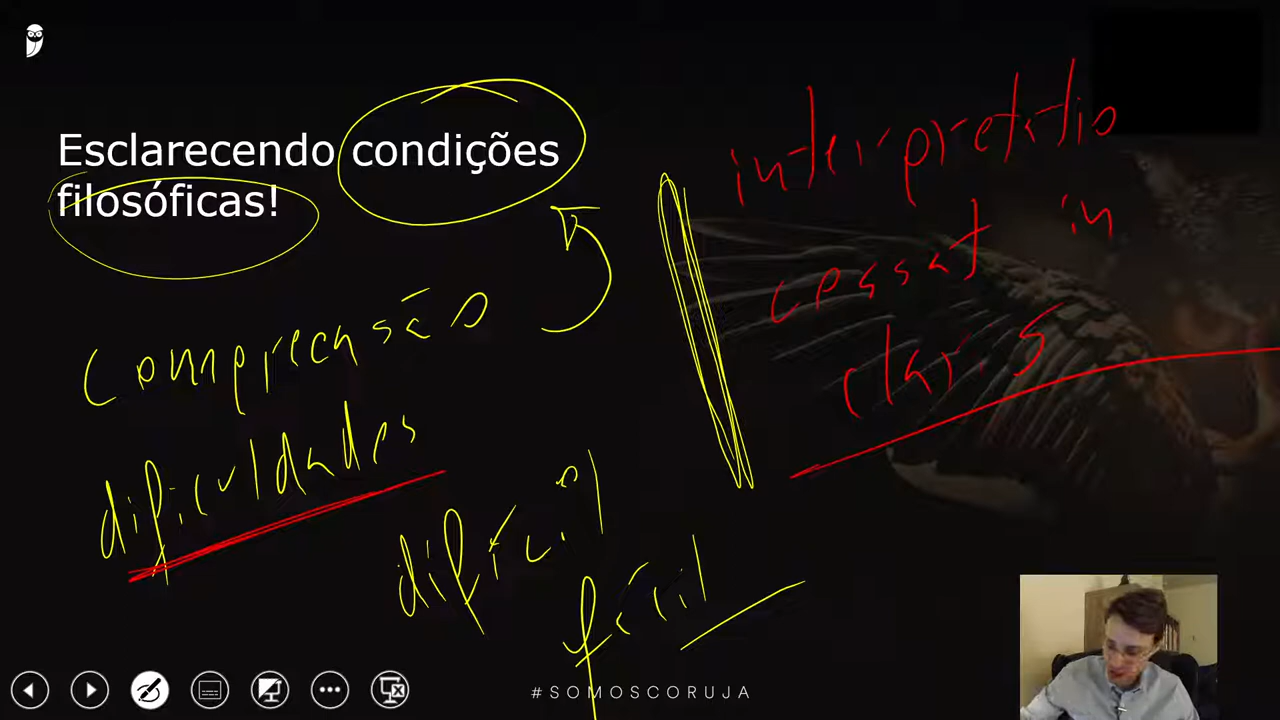 Esclarecendo condições
filosóficas!
compreensão
dificuldades
difícil
fácil
interpretatio
cessat in
claris
#SOMOSCORUJA